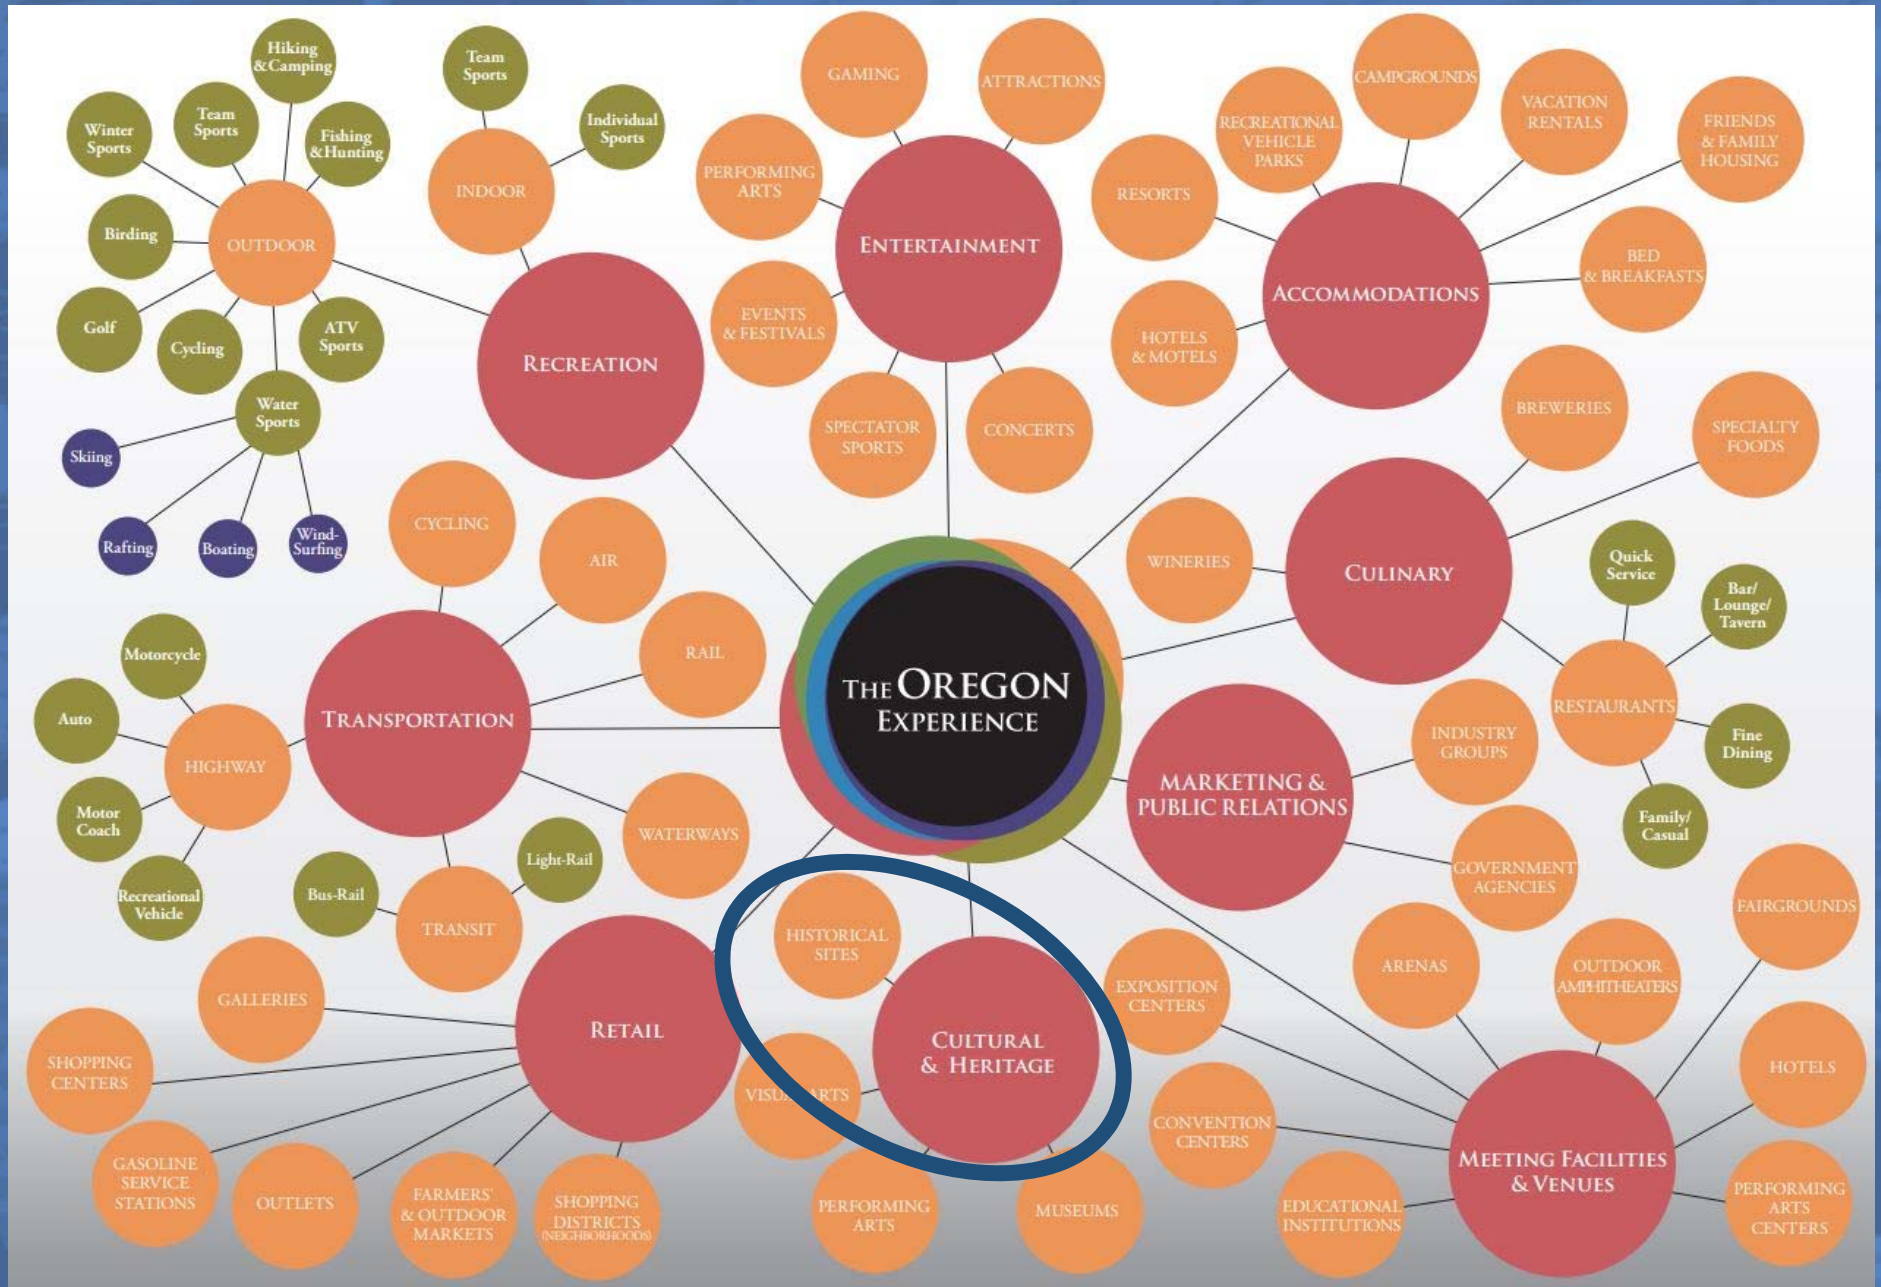 THE OREGON
EXPERIENCE
RECREATION
OUTDOOR
Hiking
& Camping
Team
Sports
Winter
Sports
Fishing
& Hunting
Birding
Golf
Cycling
ATV
Sports
Water
Sports
Skiing
Rafting
Boating
Wind-
Surfing
INDOOR
Team
Sports
Individual
Sports
ENTERTAINMENT
GAMING
ATTRACTIONS
PERFORMING
ARTS
EVENTS
& FESTIVALS
SPECTATOR
SPORTS
CONCERTS
ACCOMMODATIONS
CAMPGROUNDS
RECREATIONAL
VEHICLE
PARKS
VACATION
RENTALS
FRIENDS
& FAMILY
HOUSING
RESORTS
BED
& BREAKFASTS
HOTELS
& MOTELS
CULINARY
BREWERIES
SPECIALTY
FOODS
WINERIES
RESTAURANTS
Quick
Service
Bar/
Lounge/
Tavern
Fine
Dining
Family/
Casual
TRANSPORTATION
CYCLING
AIR
RAIL
WATERWAYS
HIGHWAY
Motorcycle
Auto
Motor
Coach
Recreational
Vehicle
TRANSIT
Bus-Rail
Light-Rail
MARKETING &
PUBLIC RELATIONS
INDUSTRY
GROUPS
GOVERNMENT
AGENCIES
RETAIL
GALLERIES
SHOPPING
CENTERS
GASOLINE
SERVICE
STATIONS
OUTLETS
FARMERS'
& OUTDOOR
MARKETS
SHOPPING
DISTRICTS
(NEIGHBORHOODS)
CULTURAL
& HERITAGE
HISTORICAL
SITES
VISUAL ARTS
PERFORMING
ARTS
MUSEUMS
MEETING FACILITIES
& VENUES
EXPOSITION
CENTERS
ARENAS
OUTDOOR
AMPHITHEATERS
FAIRGROUNDS
HOTELS
CONVENTION
CENTERS
EDUCATIONAL
INSTITUTIONS
PERFORMING
ARTS
CENTERS